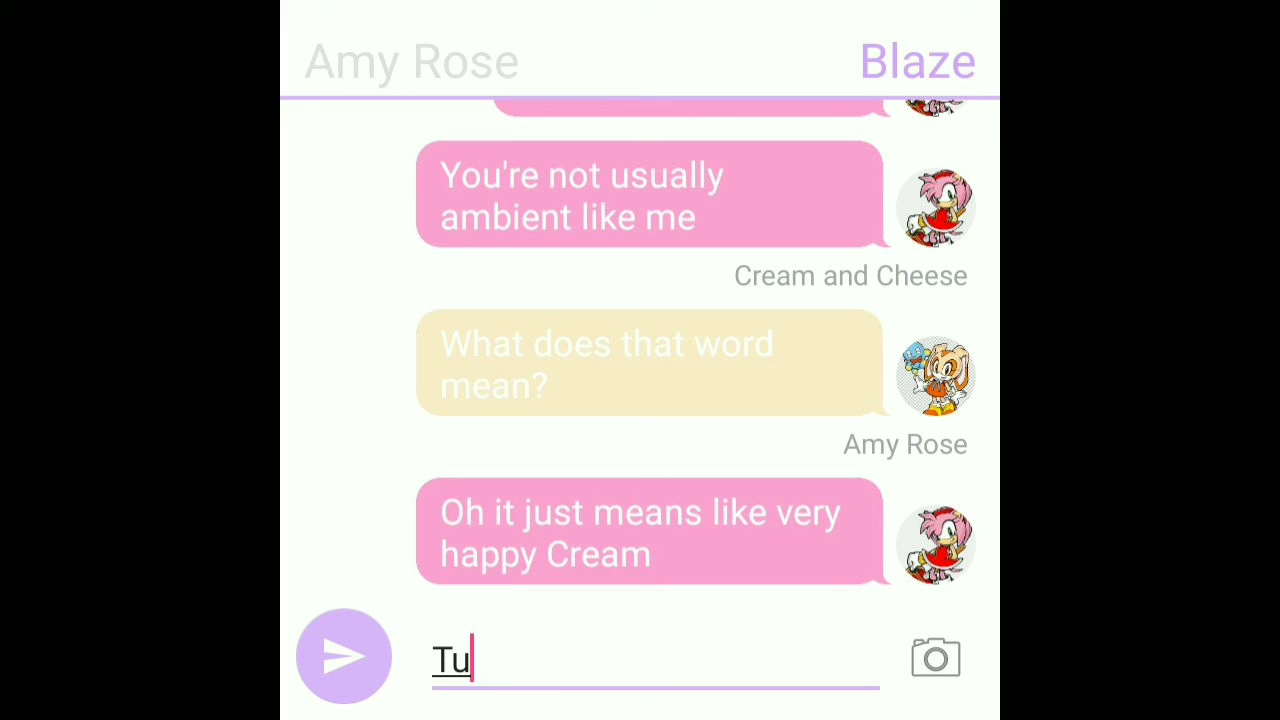 Amy Rose Blaze
You're not usually
ambient like me
Cream and Cheese
What does that word
mean?
Amy Rose
Oh it just means like very
happy Cream
Tu